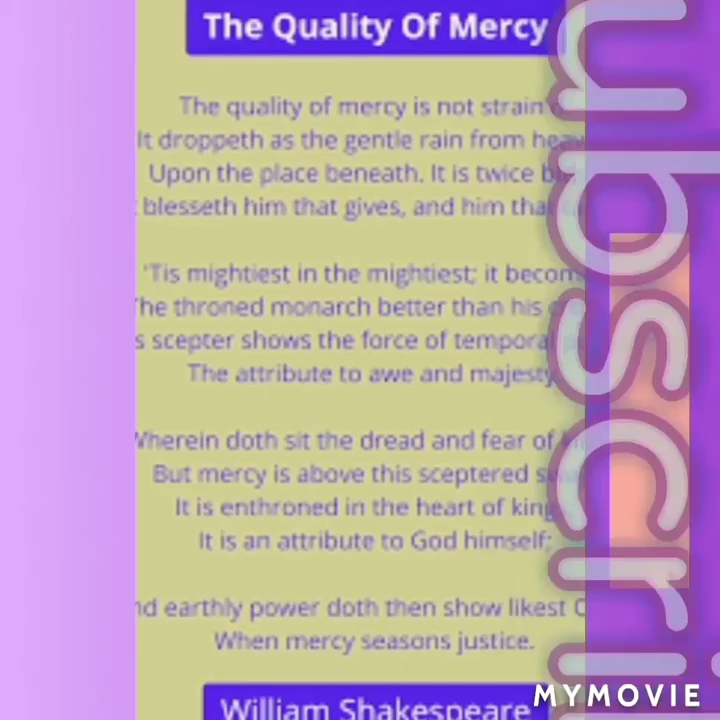 The Quality Of Mercy
The quality of mercy is not strain
It droppeth as the gentle rain from
Upon the place beneath. It is twice
blesseth him that gives, and him that
'Tis mightiest in the mightiest; it becom
he throned monarch better than his
s scepter shows the force of temporal
The attribute to awe and majesty
Wherein doth sit the dread and fear of
But mercy is above this sceptered
It is enthroned in the heart of king
It is an attribute to God himself;
nd earthly power doth then show likest
When mercy seasons justice.
William Shakespeare
ubscri
MYMOVIE